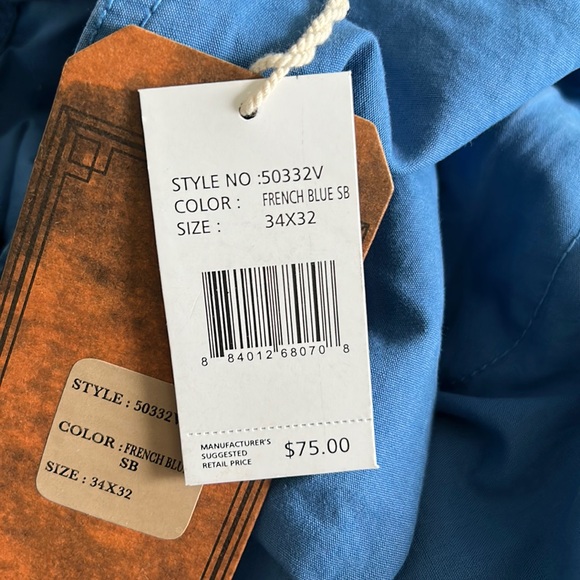 STYLE NO :50332V
COLOR : FRENCH BLUE SB
SIZE : 34X32
8 84012 68070 8
MANUFACTURER'S
SUGGESTED
RETAIL PRICE
$75.00
STYLE : 50332V
COLOR : FRENCH BLU
SB
SIZE : 34X32